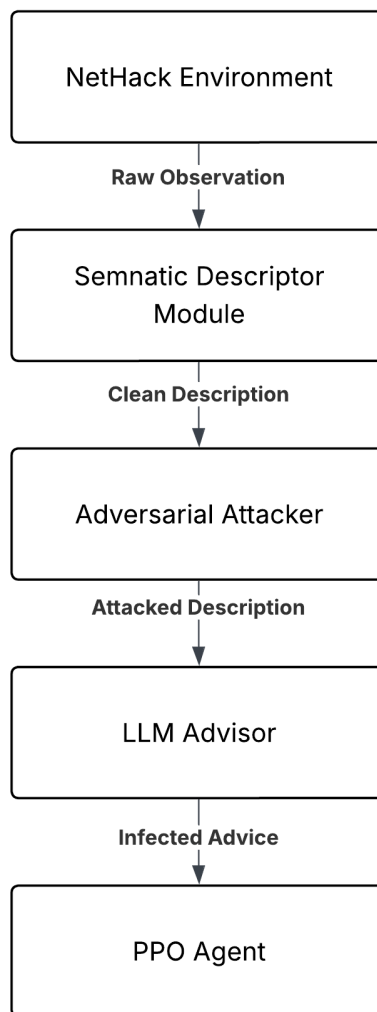 NetHack Environment
Raw Observation
Semnatic Descriptor
Module
Clean Description
Adversarial Attacker
Attacked Description
LLM Advisor
Infected Advice
PPO Agent